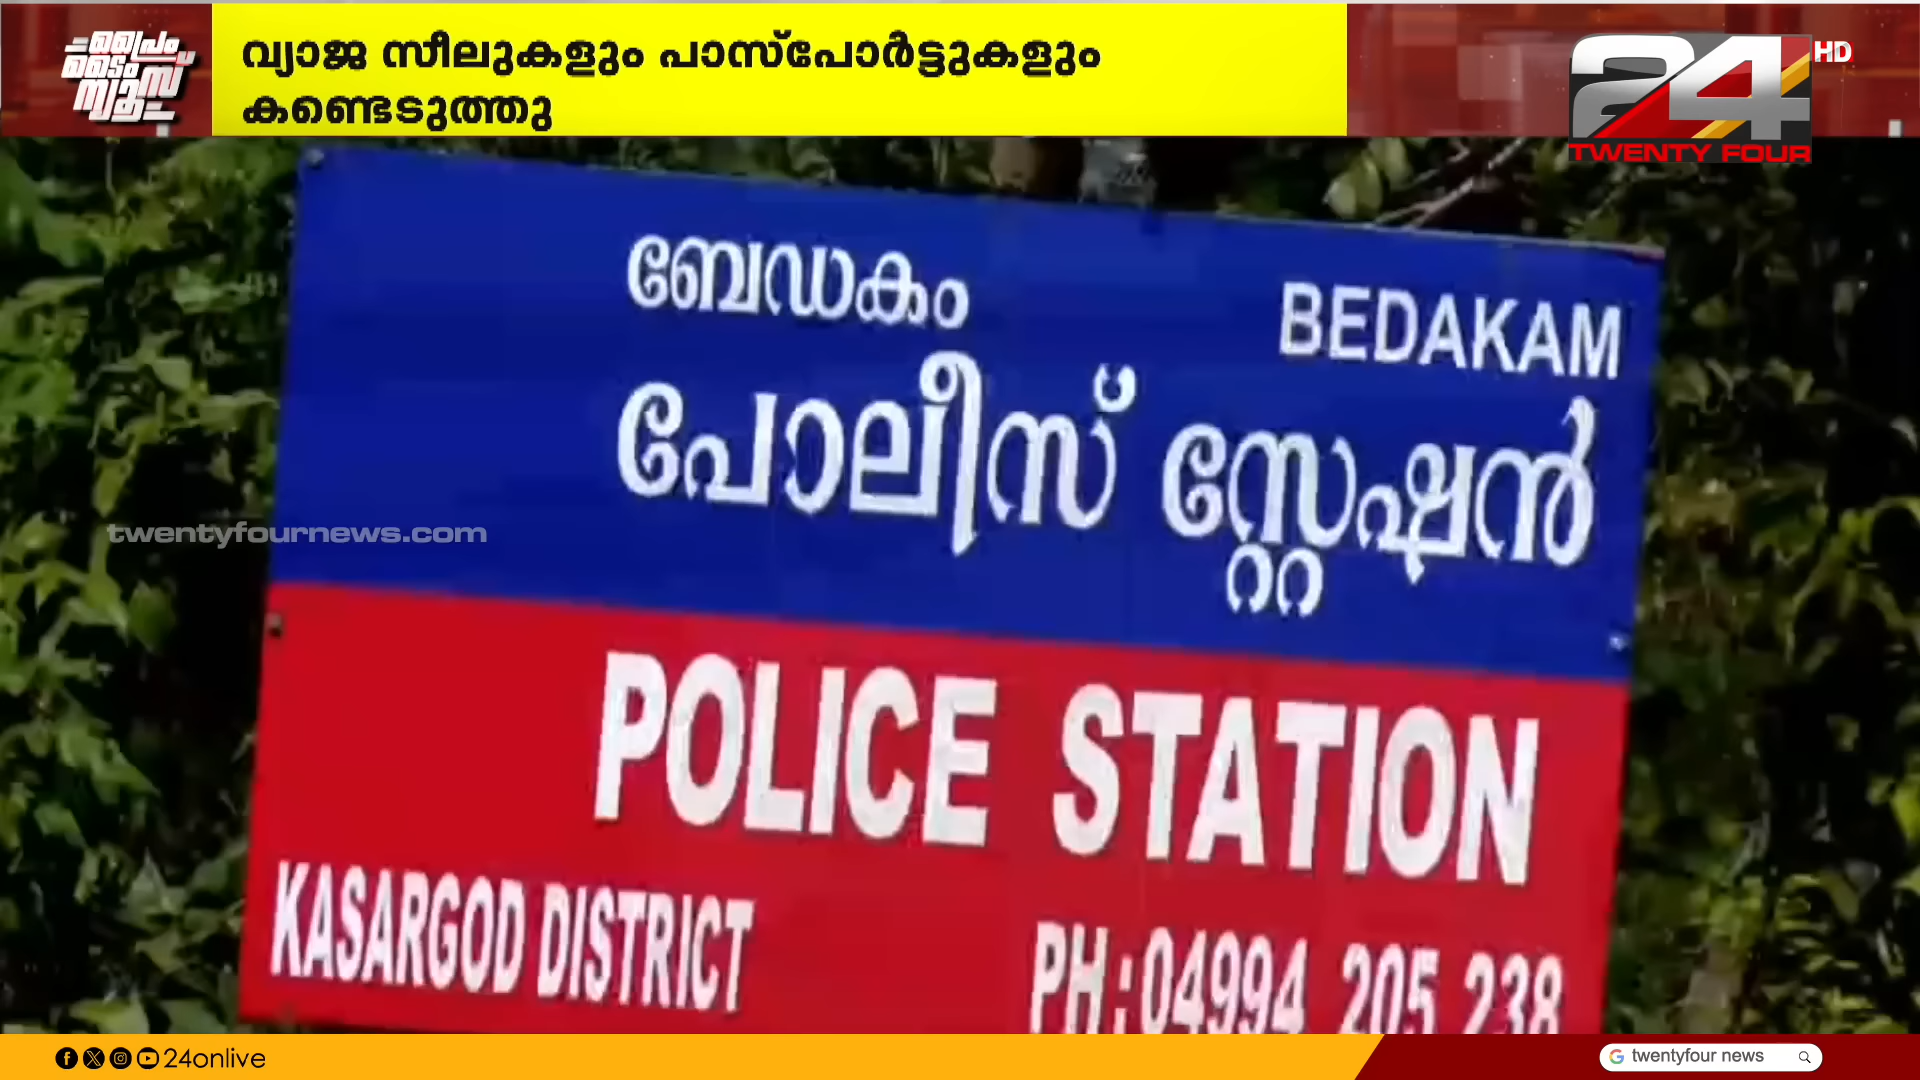 പ്രൈം
ടൈം
ന്യൂസ്
വ്യാജ സീലുകളും പാസ്പോർട്ടുകളും
കണ്ടെടുത്തു
24
HD
TWENTY FOUR
ബേഡകം BEDAKAM
പോലീസ് സ്റ്റേഷൻ
twentyfournews.com
POLICE STATION
KASARGOD DISTRICT PH : 04994 205 238
24onlive
twentyfour news